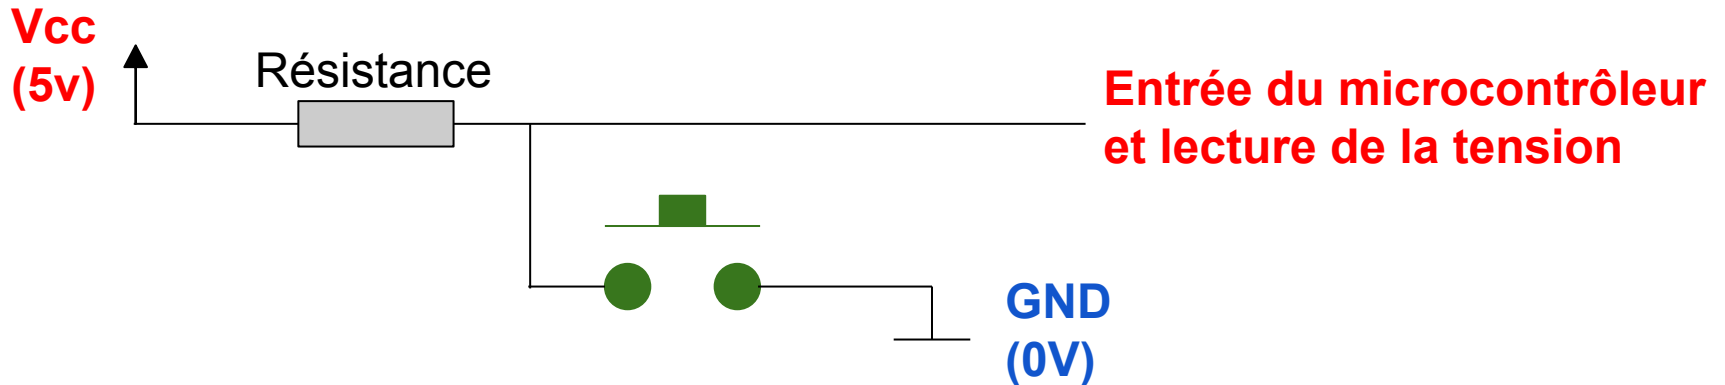 Vcc
(5v)
Résistance
Entrée du microcontrôleur
et lecture de la tension
GND
(0V)